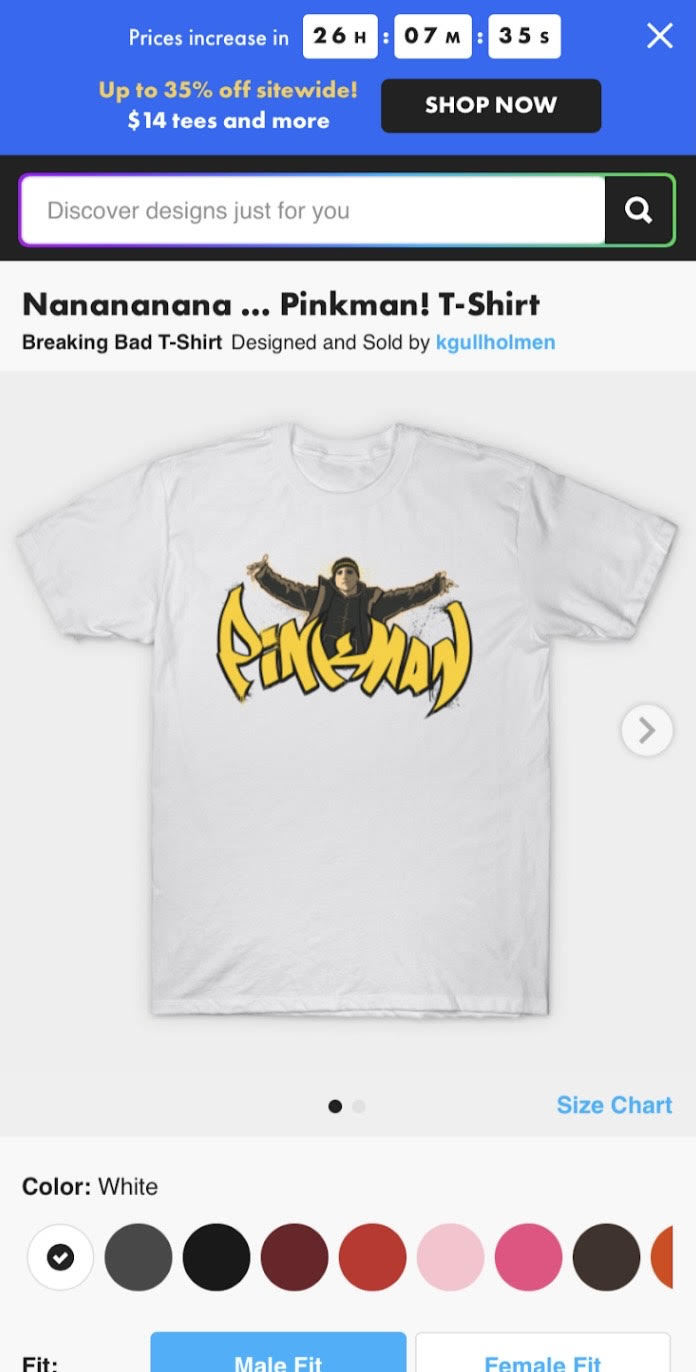 Prices increase in 26 H : 07 M : 35 S
Up to 35% off sitewide!
$14 tees and more
SHOP NOW
Discover designs just for you
Nanananana ... Pinkman! T-Shirt
Breaking Bad T-Shirt Designed and Sold by kgullholmen
PiNKMAN
Size Chart
Color: White
Fit:
Male Fit
Female Fit